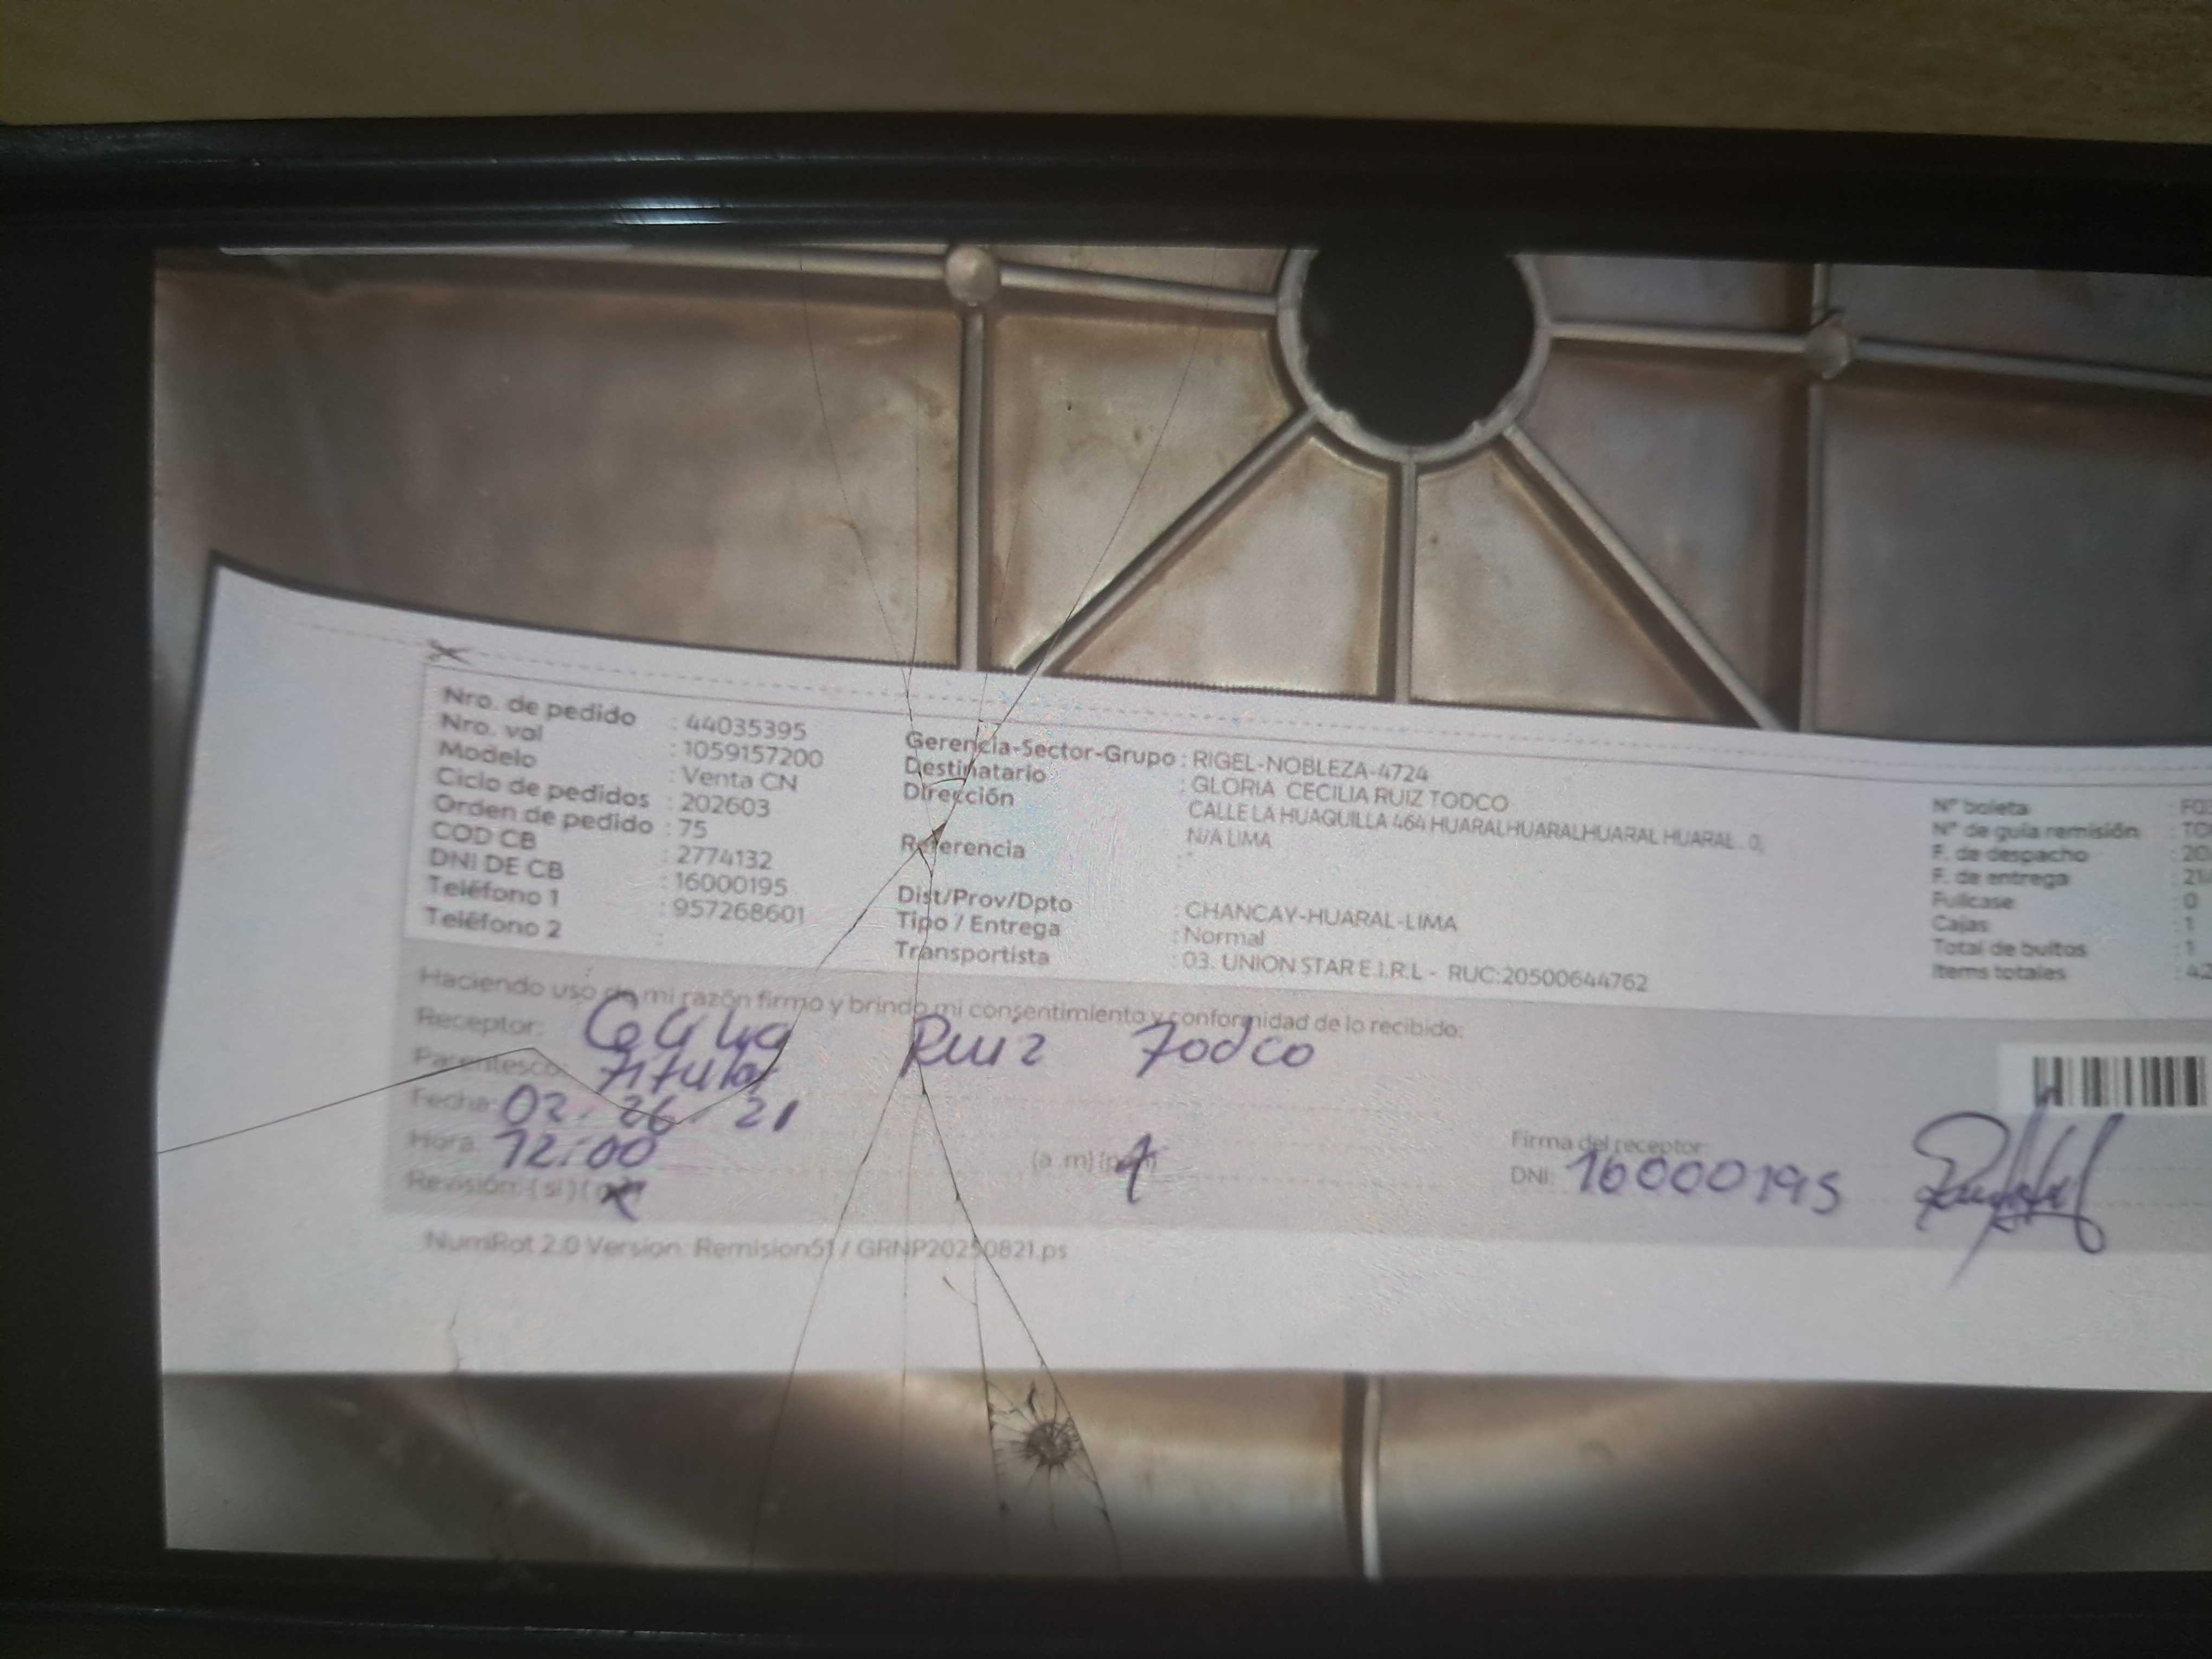 Nro. de pedido : 44035395
Nro. val : 1059157200
Modelo : Venta CN
Ciclo de pedidos : 202603
Orden de pedido : 75
COD CB : 2774132
DNI DE CB : 16000195
Teléfono 1 : 957268601
Teléfono 2 :
Gerencia-Sector-Grupo : RIGEL-NOBLEZA-4724
Destinatario : GLORIA CECILIA RUIZ TODCO
Dirección CALLE LA HUAQUILLA 464 HUARALHUARALHUARAL HUARAL . 0,
N/A LIMA
Referencia : -
Dist/Prov/Dpto : CHANCAY-HUARAL-LIMA
Tipo / Entrega : Normal
Transportista : 03. UNION STAR E.I.R.L - RUC:20500644762
N° boleta
N° de guía remisión
F. de despacho
F. de entrega
Fullcase : 0
Cajas : 1
Total de bultos : 1
Items totales
Haciendo uso de mi razón firmo y brindo mi consentimiento y conformidad de lo recibido:
Receptor: Cecilia Ruiz Todco
Parentesco: Titular
Fecha: 02. 26. 21
Hora: 12:00 (a.m) (p.m)
Revisión: (si) (no)
Firma del receptor:
DNI: 16000195
NumRot 2.0 Version Remision51 / GRNP20250821.ps